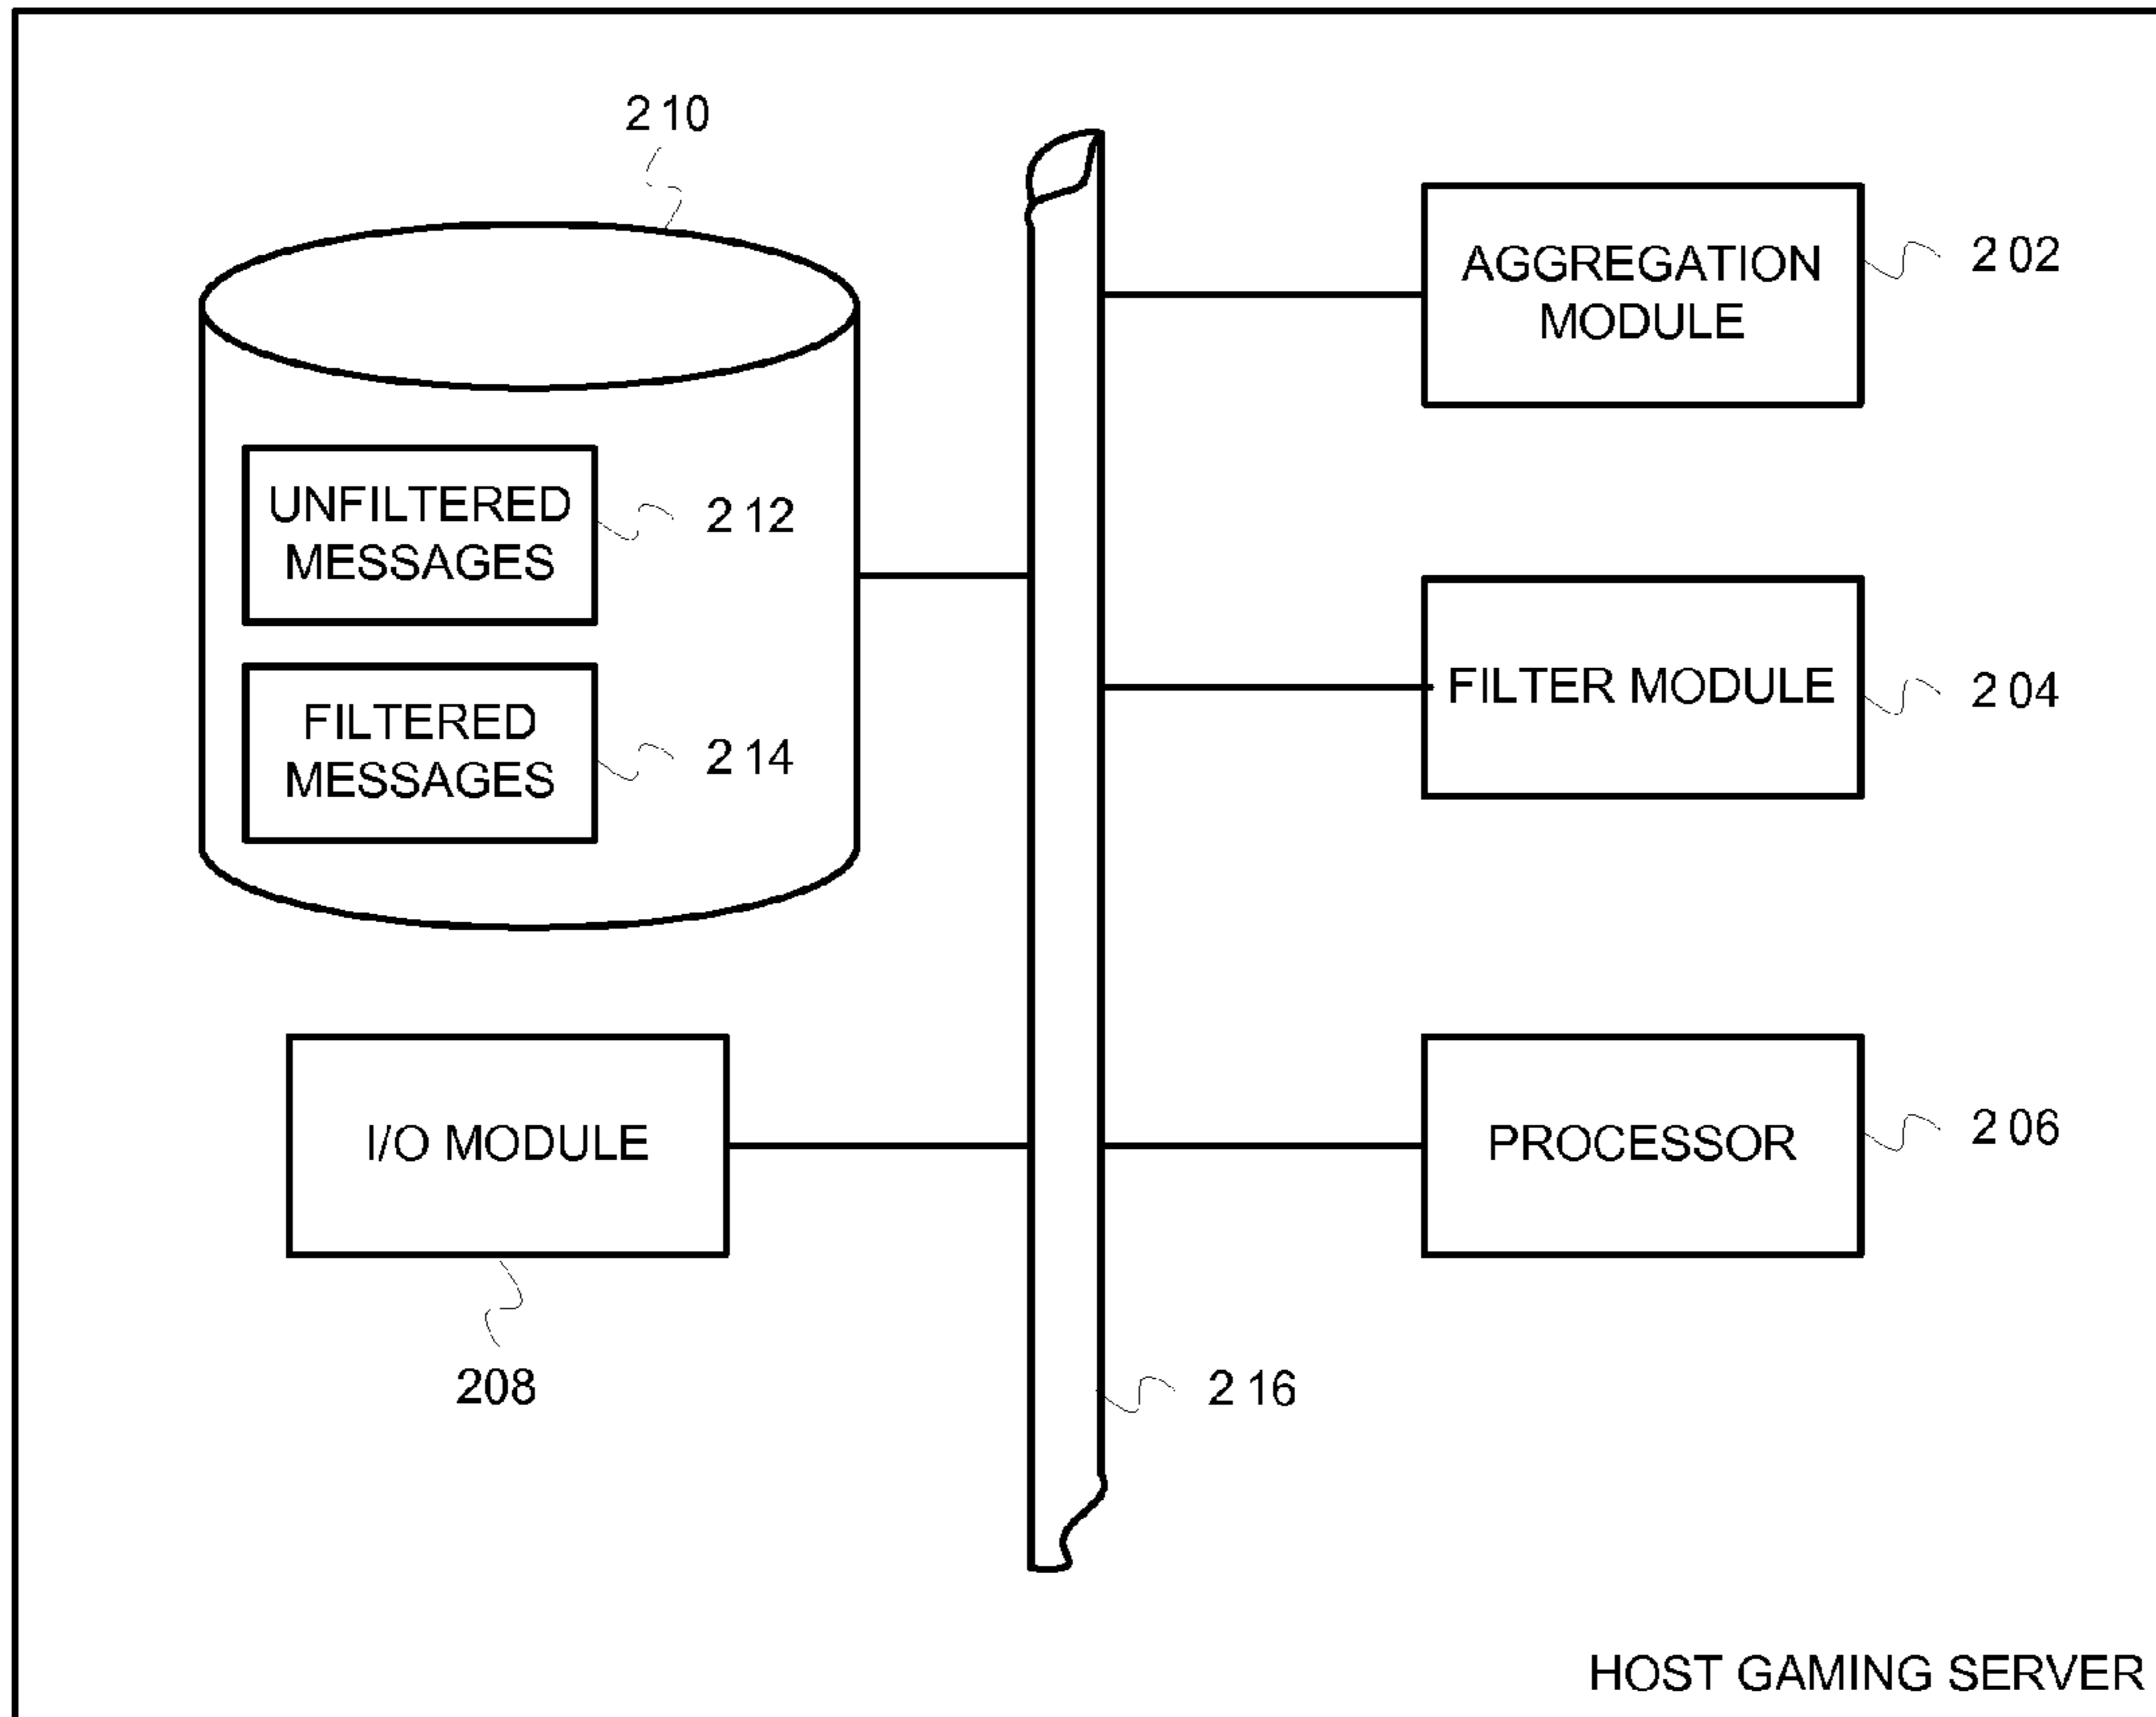 210
AGGREGATION
MODULE
202
UNFILTERED
MESSAGES
212
FILTER MODULE
204
FILTERED
MESSAGES
214
I/O MODULE
PROCESSOR
206
208
216
HOST GAMING SERVER